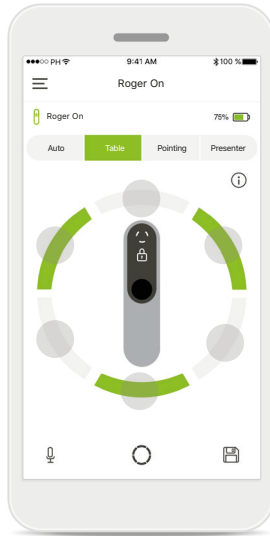 PH 9:41 AM 100 %
Roger On
Roger On 75%
Auto Table Pointing Presenter